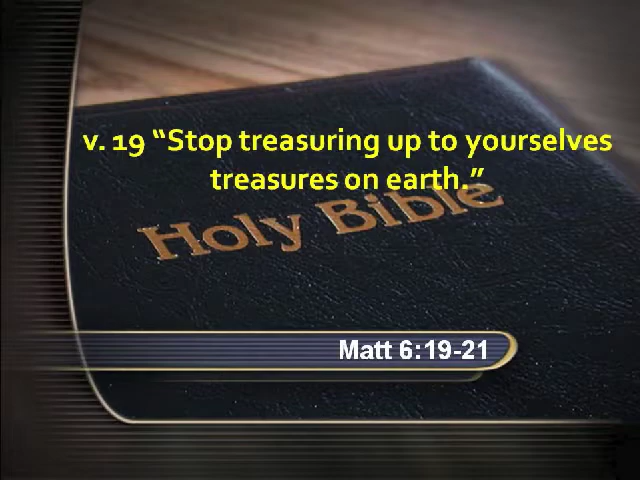 v. 19 “Stop treasuring up to yourselves
treasures on earth.”
Holy Bible
Matt 6:19-21